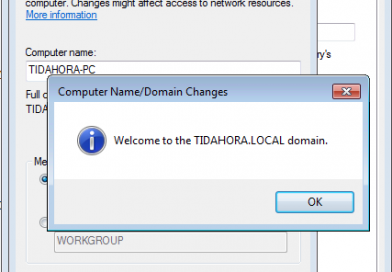 computer. Changes might affect access to network resources.
More information
Computer name:
ry's
TIDAHORA-PC
Computer Name/Domain Changes
Full c
TIDA
Welcome to the TIDAHORA.LOCAL domain.
Me
OK
WORKGROUP